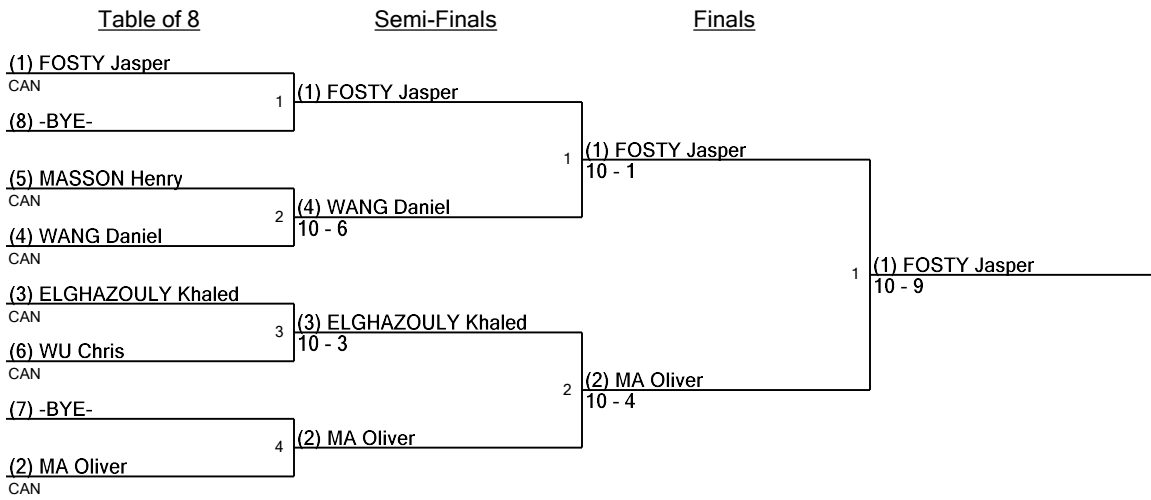 Table of 8
Semi-Finals
Finals
(1) FOSTY Jasper
CAN
(8) -BYE-
1
(1) FOSTY Jasper
(5) MASSON Henry
CAN
(4) WANG Daniel
CAN
2
(4) WANG Daniel
10 - 6
1
(1) FOSTY Jasper
10 - 1
(3) ELGHAZOULY Khaled
CAN
(6) WU Chris
CAN
3
(3) ELGHAZOULY Khaled
10 - 3
(7) -BYE-
(2) MA Oliver
CAN
4
(2) MA Oliver
2
(2) MA Oliver
10 - 4
1
(1) FOSTY Jasper
10 - 9